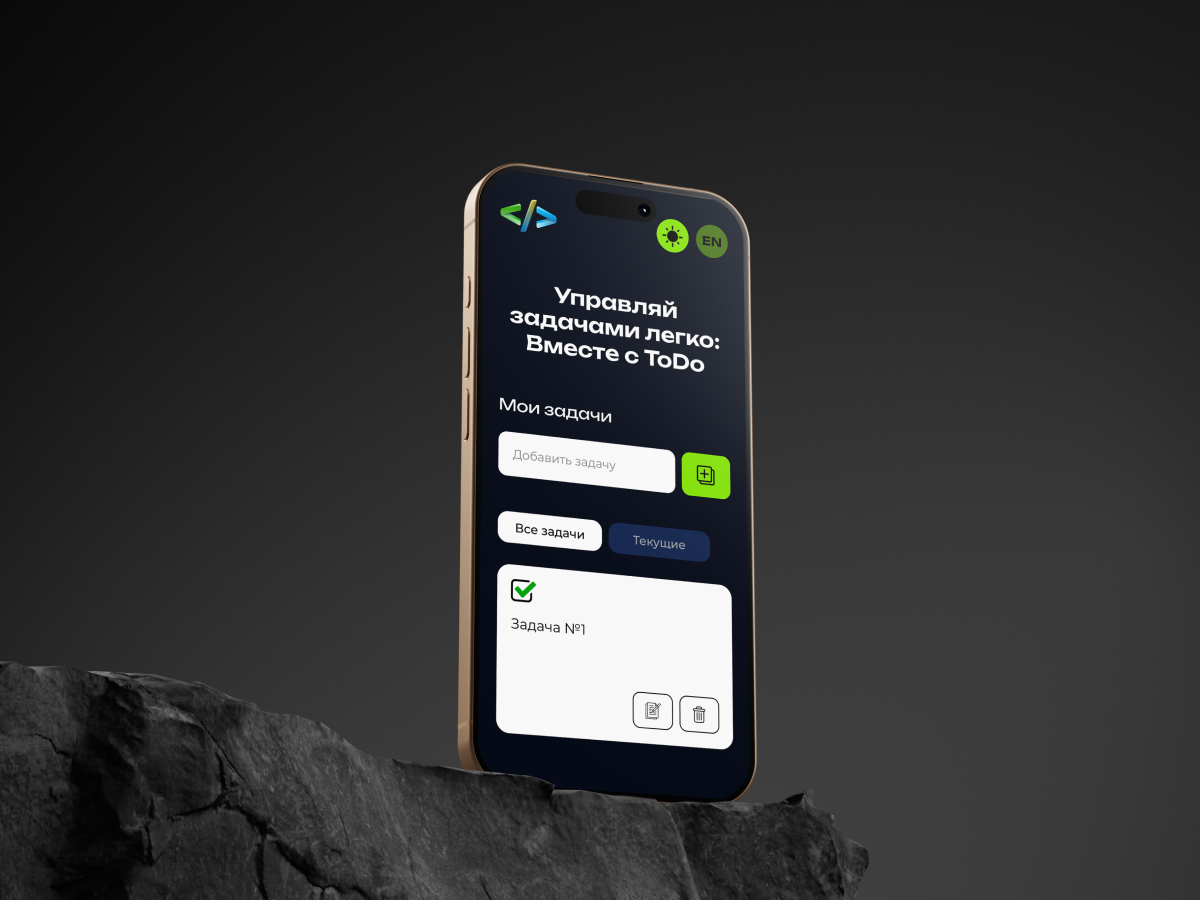 </>
EN
Управляй
задачами легко:
Вместе с ToDo
Мои задачи
Добавить задачу
Все задачи
Текущие
Задача №1